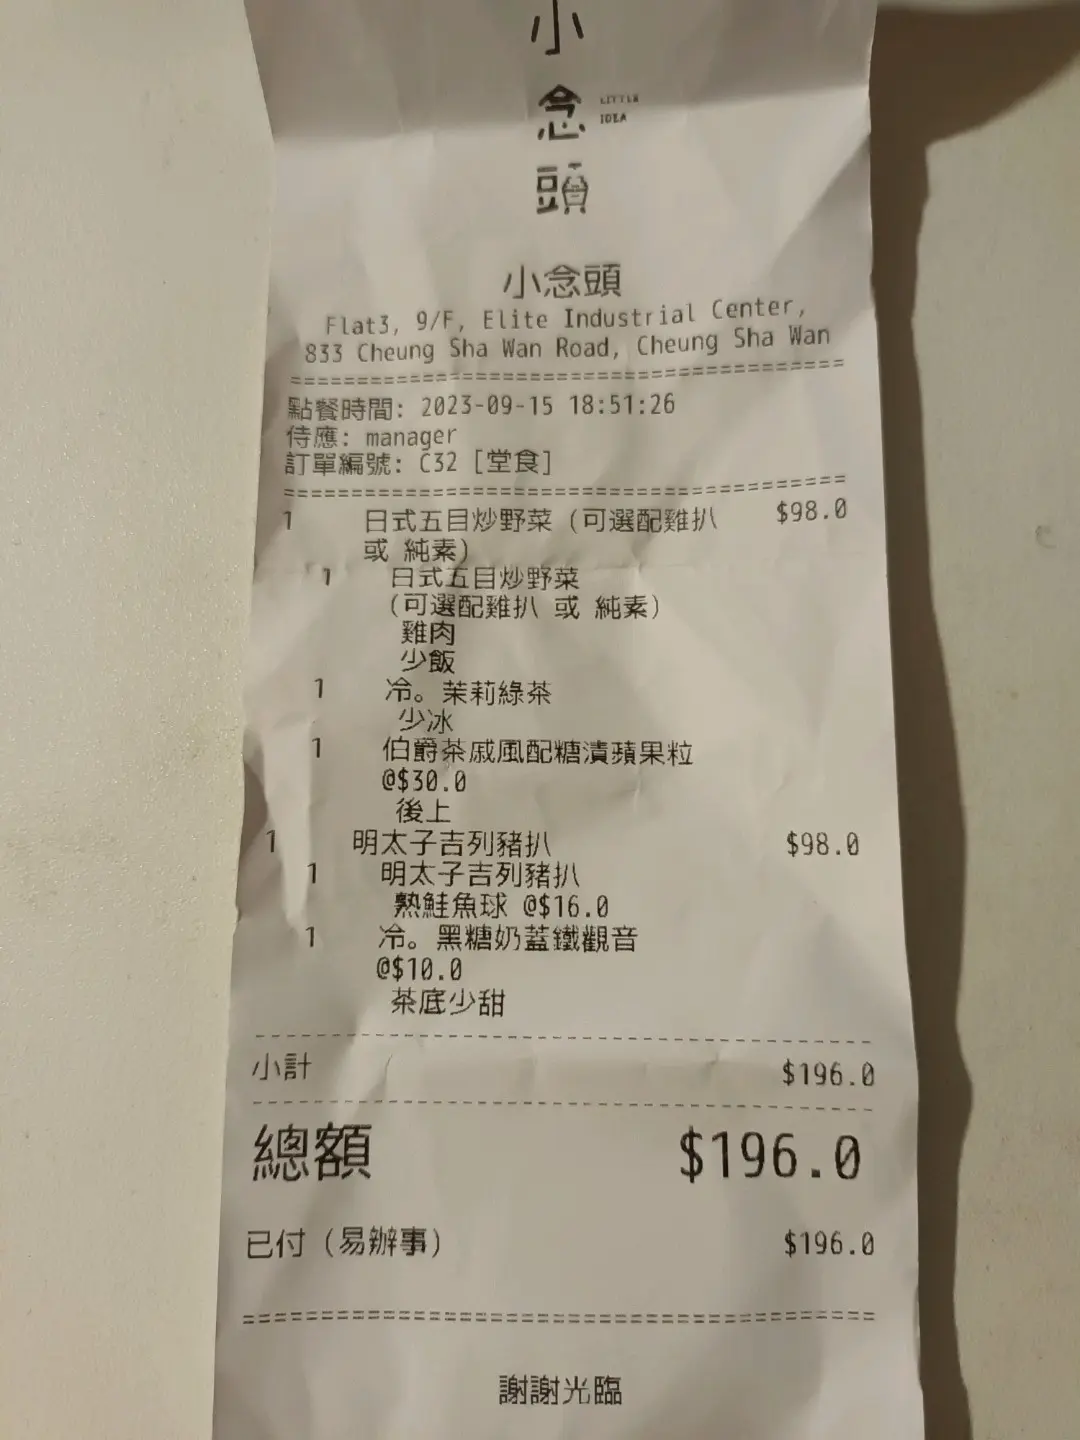 小
念
頭
LITTLE
IDEA
小念頭
Flat3, 9/F, Elite Industrial Center,
833 Cheung Sha Wan Road, Cheung Sha Wan
========================================
點餐時間: 2023-09-15 18:51:26
侍應: manager
訂單編號: C32 [堂食]
========================================
1 日式五目炒野菜 (可選配雞扒 $98.0
或 純素)
1 日式五目炒野菜
(可選配雞扒 或 純素)
雞肉
少飯
1 冷。茉莉綠茶
少冰
1 伯爵茶戚風配糖漬蘋果粒
@$30.0
後上
1 明太子吉列豬扒 $98.0
1 明太子吉列豬扒
熟鮭魚球 @$16.0
1 冷。黑糖奶蓋鐵觀音
@$10.0
茶底少甜
----------------------------------------
小計 $196.0
----------------------------------------
總額 $196.0
已付 (易辦事) $196.0
========================================
謝謝光臨